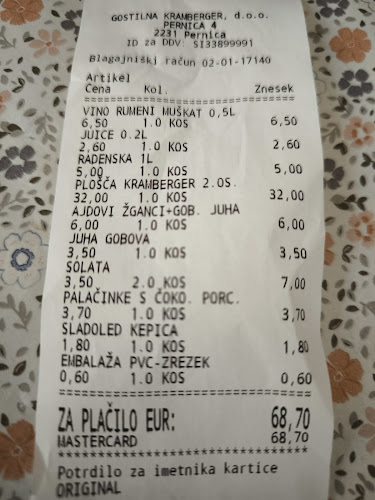 GOSTILNA KRAMBERGER, d.o.o.
PERNICA 4
2231 Pernica
ID za DDV: SI33899991
Blagajniški račun 02-01-17140
Artikel
Cena Kol. Znesek
VINO RUMENI MUŠKAT 0,5L
6,50 1.0 KOS 6,50
JUICE 0.2L
2,60 1.0 KOS 2,60
RADENSKA 1L
5,00 1.0 KOS 5,00
PLOŠČA KRAMBERGER 2.OS.
32,00 1.0 KOS 32,00
AJDOVI ŽGANCI+GOB. JUHA
6,00 1.0 KOS 6,00
JUHA GOBOVA
3,50 1.0 KOS 3,50
SOLATA
3,50 2.0 KOS 7,00
PALAČINKE S ČOKO. PORC.
3,70 1.0 KOS 3,70
SLADOLED KEPICA
1,80 1.0 KOS 1,80
EMBALAŽA PVC-ZREZEK
0,60 1.0 KOS 0,60
ZA PLAČILO EUR: 68,70
MASTERCARD 68,70
Potrdilo za imetnika kartice
ORIGINAL